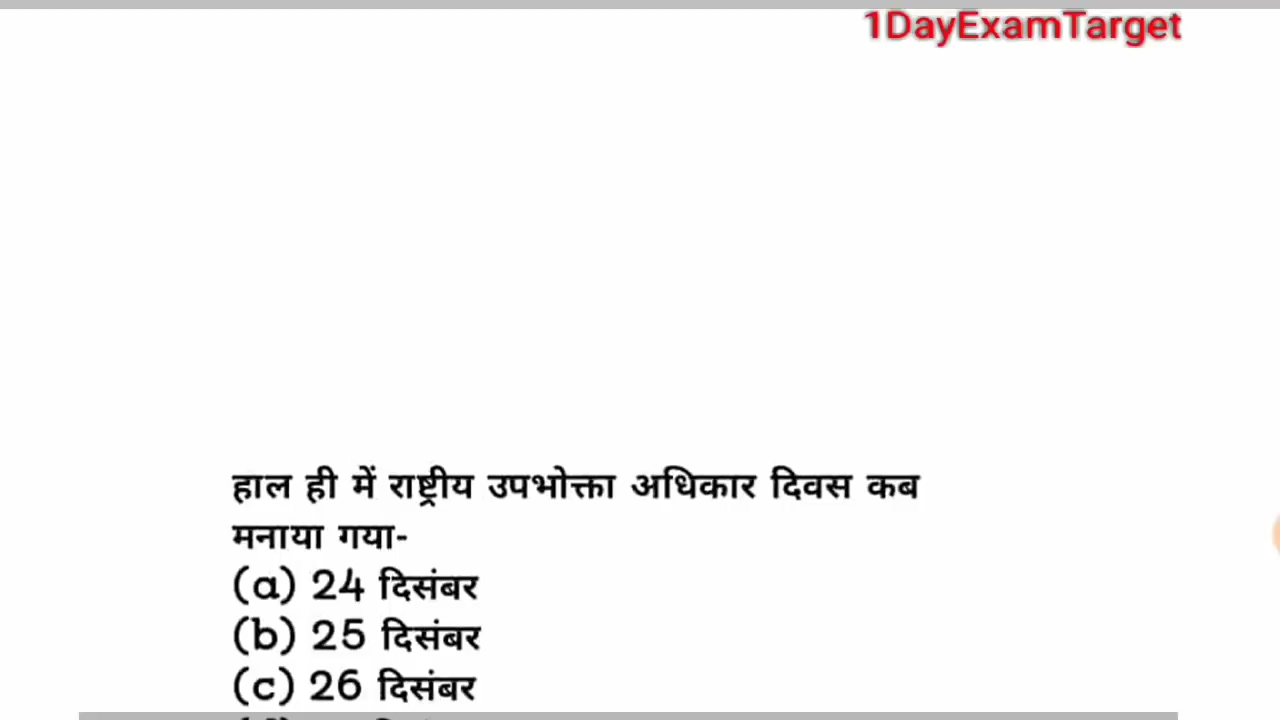 1DayExamTarget
हाल ही में राष्ट्रीय उपभोक्ता अधिकार दिवस कब
मनाया गया-
(a) 24 दिसंबर
(b) 25 दिसंबर
(c) 26 दिसंबर